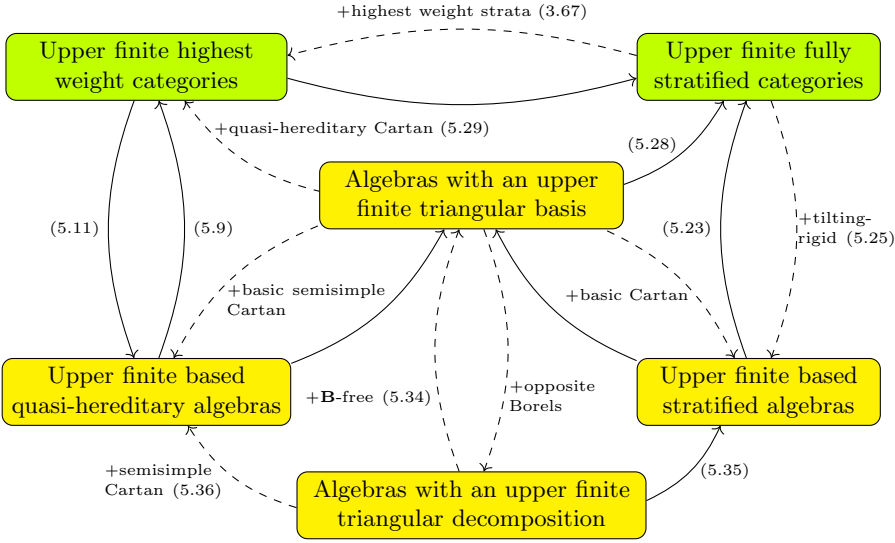 +highest weight strata (3.67)
Upper finite highest
weight categories
Upper finite fully
stratified categories
+quasi-hereditary Cartan (5.29)
(5.28)
Algebras with an upper
finite triangular basis
(5.11)
(5.9)
(5.23)
+tilting-
rigid (5.25)
+basic semisimple
Cartan
+basic Cartan
Upper finite based
quasi-hereditary algebras
+B-free (5.34)
+opposite
Borels
Upper finite based
stratified algebras
+semisimple
Cartan (5.36)
(5.35)
Algebras with an upper finite
triangular decomposition